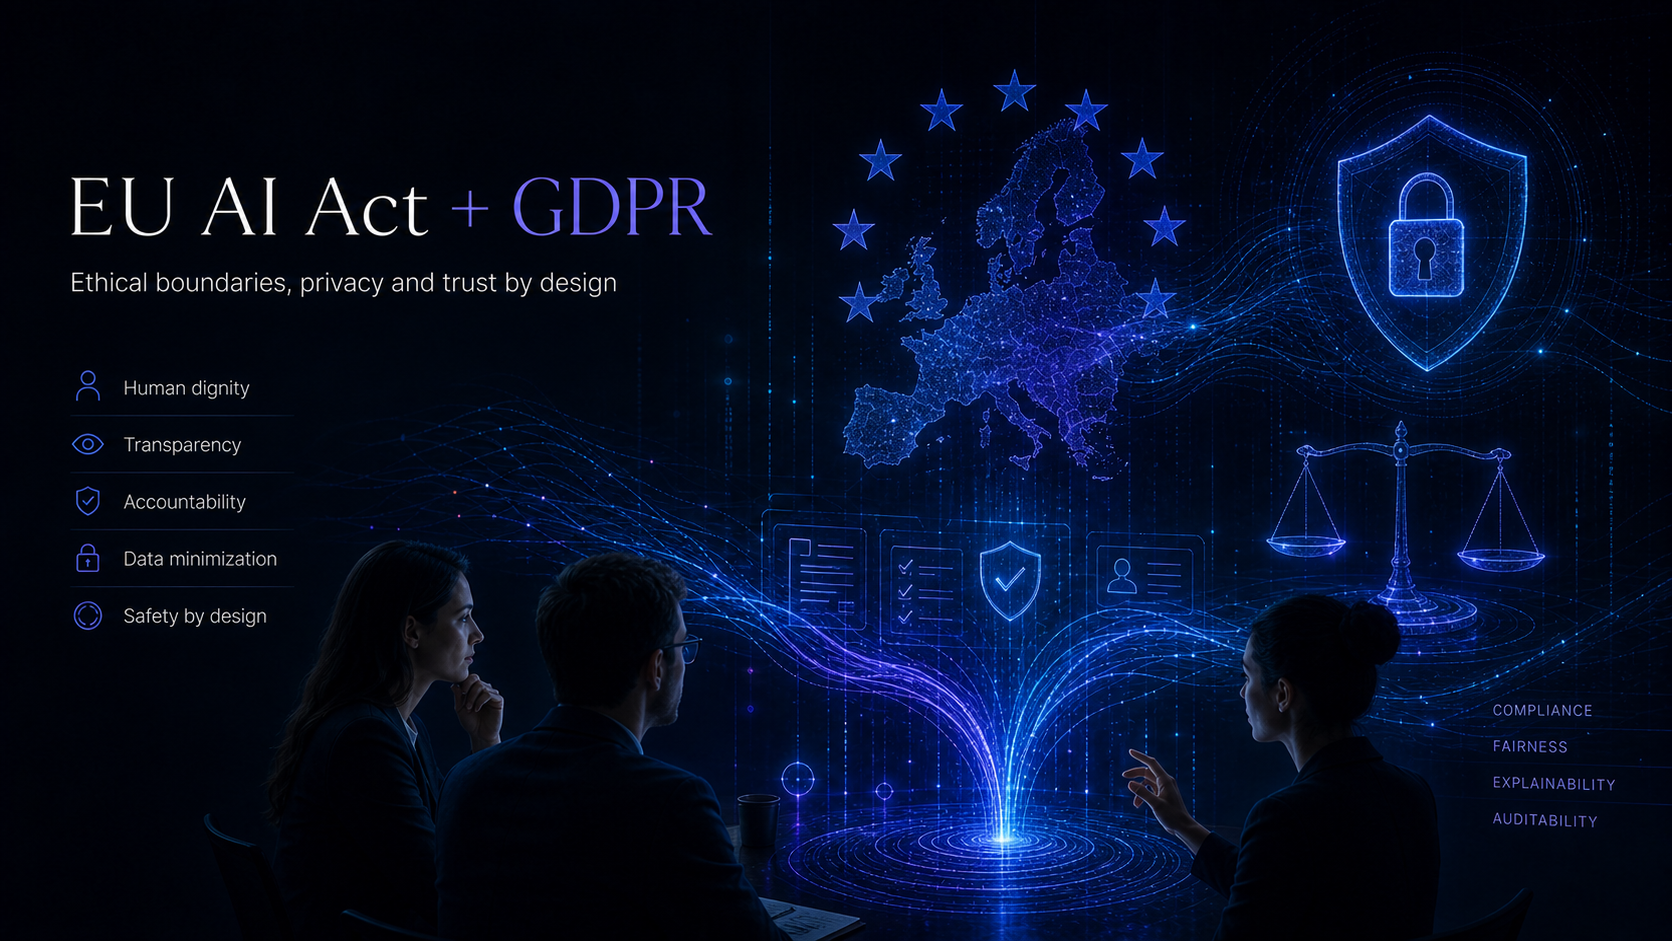 EU AI Act + GDPR
Ethical boundaries, privacy and trust by design
Human dignity
Transparency
Accountability
Data minimization
Safety by design
COMPLIANCE
FAIRNESS
EXPLAINABILITY
AUDITABILITY